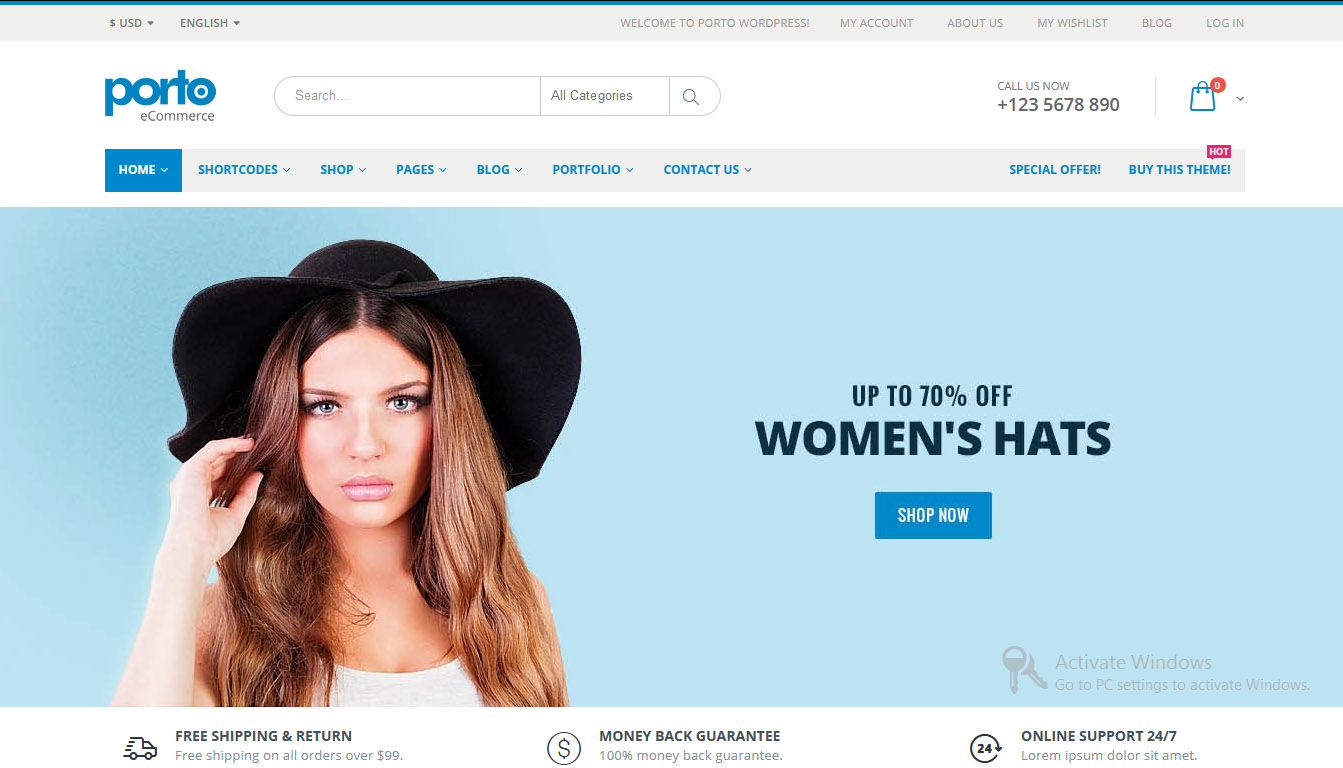 $ USD ENGLISH WELCOME TO PORTO WORDPRESS! MY ACCOUNT ABOUT US MY WISHLIST BLOG LOG IN
porto
eCommerce
Search... All Categories
CALL US NOW
+123 5678 890
0
HOT
HOME SHORTCODES SHOP PAGES BLOG PORTFOLIO CONTACT US SPECIAL OFFER! BUY THIS THEME!
UP TO 70% OFF
WOMEN'S HATS
SHOP NOW
Activate Windows
Go to PC settings to activate Windows.
FREE SHIPPING & RETURN
Free shipping on all orders over $99.
$
MONEY BACK GUARANTEE
100% money back guarantee.
24
ONLINE SUPPORT 24/7
Lorem ipsum dolor sit amet.